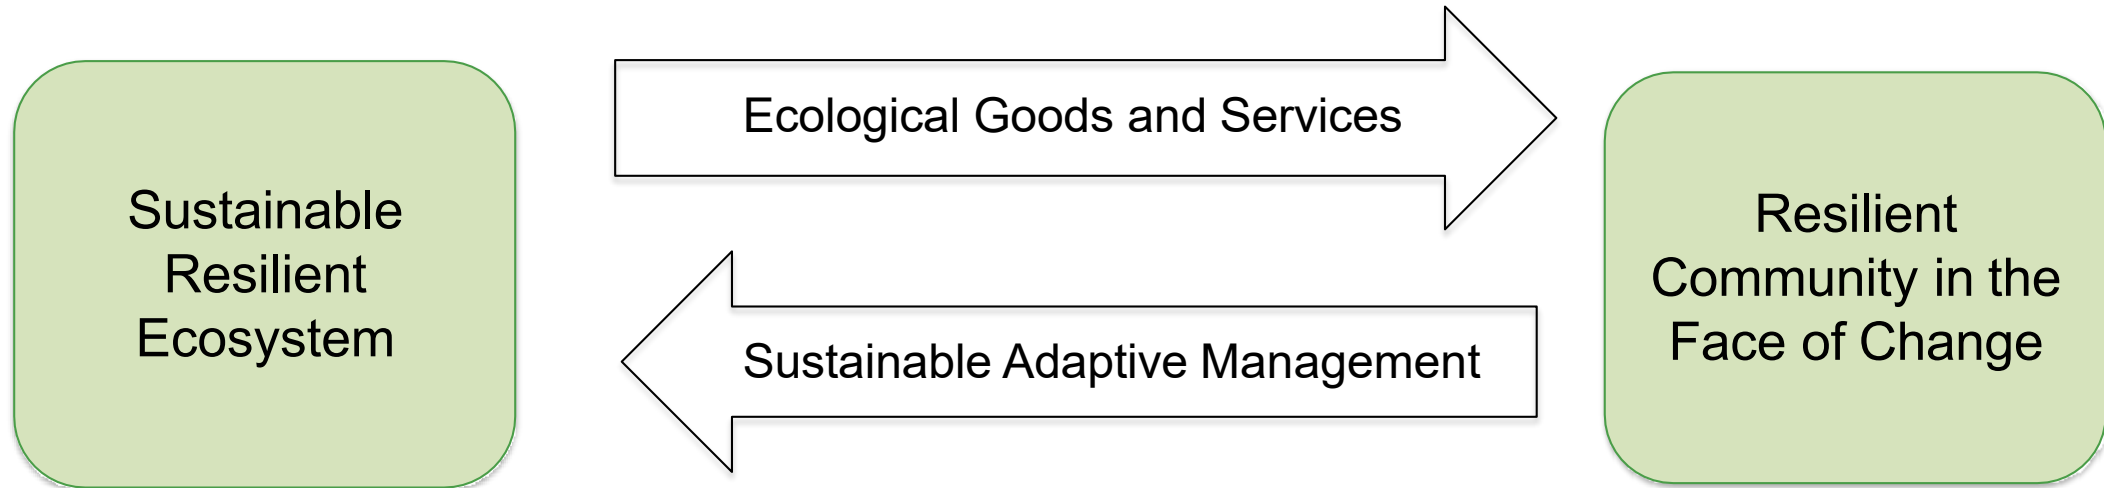 Sustainable
Resilient
Ecosystem
Ecological Goods and Services
Sustainable Adaptive Management
Resilient
Community in the
Face of Change